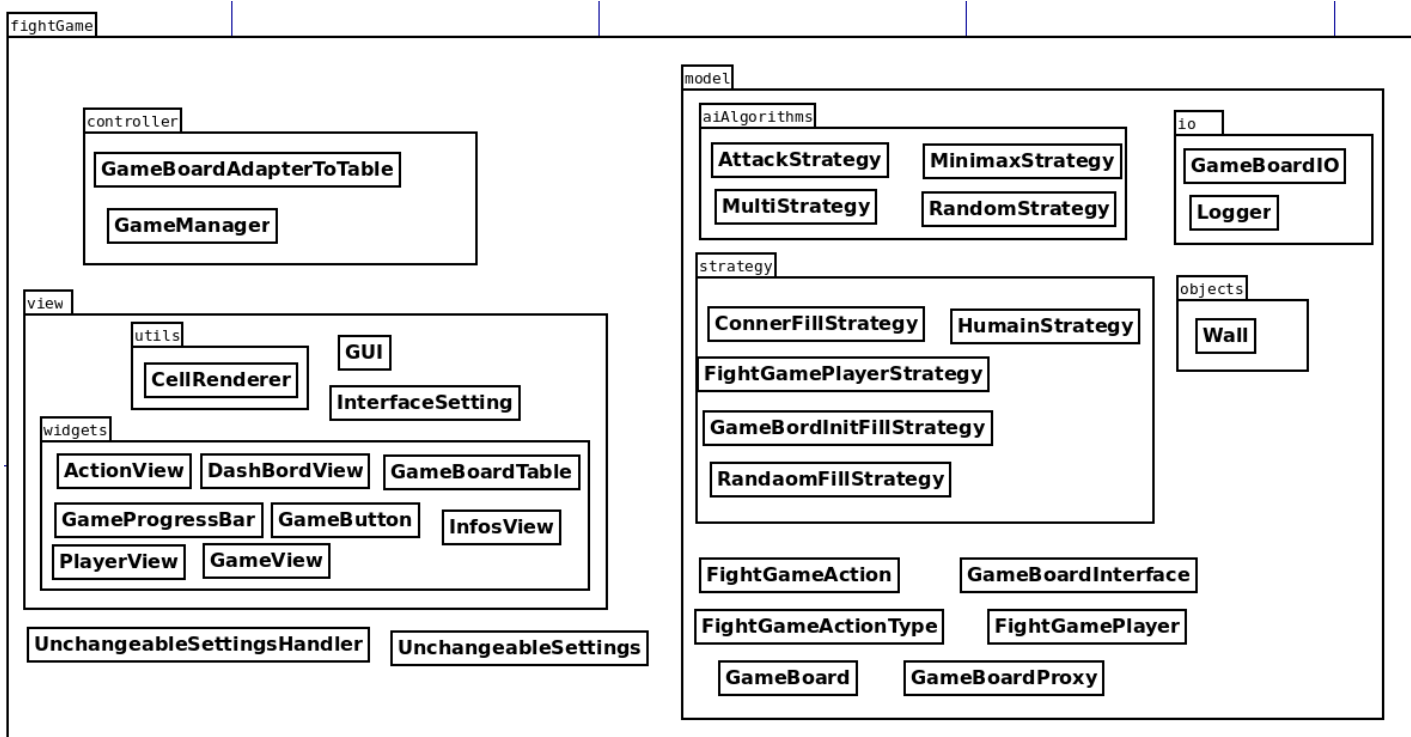 fightGame
controller
GameBoardAdapterToTable
GameManager
view
utils
CellRenderer
GUI
InterfaceSetting
widgets
ActionView
DashBordView
GameBoardTable
GameProgressBar
GameButton
InfosView
PlayerView
GameView
UnchangeableSettingsHandler
UnchangeableSettings
model
aiAlgorithms
AttackStrategy
MinimaxStrategy
MultiStrategy
RandomStrategy
io
GameBoardIO
Logger
strategy
ConnerFillStrategy
HumainStrategy
FightGamePlayerStrategy
GameBordInitFillStrategy
RandaomFillStrategy
objects
Wall
FightGameAction
GameBoardInterface
FightGameActionType
FightGamePlayer
GameBoard
GameBoardProxy